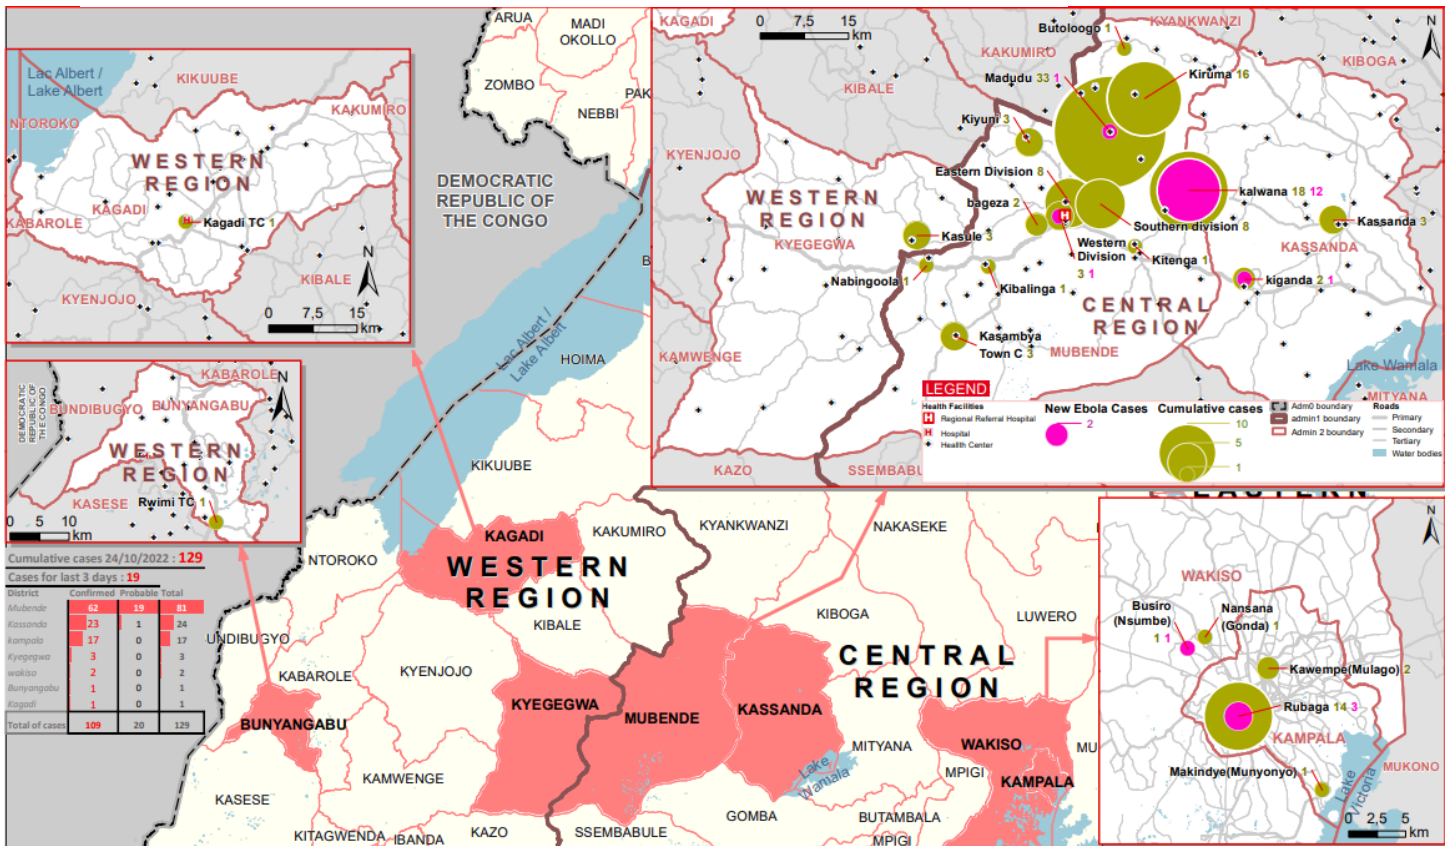 Lac Albert /
Lake Albert
KIKUUBE
NTOROKO
KAKUMIRO
WESTERN
REGION
KAGADI
KABAROLE
Kagadi TC 1
N
KIBALE
KYENJOJO
0 7,5 15
km
DEMOCRATIC
REPUBLIC OF
THE CONGO
KABAROLE
N
BUNDIBUGYO
BUNYANGABU
WESTERN
REGION
KASESE
Rwimi TC 1
0 5 10
km
Cumulative cases 24/10/2022 : 129
Cases for last 3 days : 19
District Confirmed Probable Total
Mubende 62 19 81
Kassanda 23 1 24
kampala 17 0 17
Kyegegwa 3 0 3
wakiso 2 0 2
Bunyangabu 1 0 1
Kagadi 1 0 1
Total of cases 109 20 129
ARUA
MADI
OKOLLO
ZOMBO
NEBBI
PAK
DEMOCRATIC
REPUBLIC OF
THE CONGO
B
Lac Albert /
Lake Albert
HOIMA
KIKUUBE
KAGADI
KAKUMIRO
KYANKWANZI
NAKASEKE
NTOROKO
WESTERN
REGION
KIBALE
KIBOGA
LUWERO
UNDIBUGYO
KABAROLE
KYENJOJO
CENTRAL
REGION
BUNYANGABU
KYEGEGWA
MUBENDE
KASSANDA
WAKISO
MITYANA
MU
Lake
Wamala
MPIGI
KAMPALA
KAMWENGE
KASESE
GOMBA
BUTAMBALA
KITAGWENDA
IBANDA
KAZO
SSEMBABULE
MPIGI
EASTERN
KAGADI
0 7,5 15
km
Butoloogo 1
KYANKWANZI
N
KAKUMIRO
KIBOGA
Madudu 33 1
Kiruma 16
KIBALE
Kiyuni 3
KYENJOJO
Eastern Division 8
WESTERN
REGION
bageza 2
H
kalwana 18 12
Southern division 8
Kassanda 3
KYEGEGWA
Kasule 3
Western
Division
3 1
Kitenga 1
KASSANDA
Nabingoola 1
Kibalinga 1
kiganda 2 1
CENTRAL
REGION
Kasambya
Town C 3
MUBENDE
KAMWENGE
Lake Wamala
MITYANA
KAZO
SSEMBABU
LEGEND
Health Facilities
H Regional Referral Hospital
H Hospital
Health Center
New Ebola Cases
2
Cumulative cases
10
5
1
Adm0 boundary
admin1 boundary
Admin 2 boundary
Roads
Primary
Secondary
Tertiary
Water bodies
N
WAKISO
Busiro
(Nsumbe)
1 1
Nansana
(Gonda) 1
Kawempe(Mulago) 2
Rubaga 14 3
KAMPALA
Makindye(Munyonyo) 1
MUKONO
Lake
Victoria
0 2,5 5
km